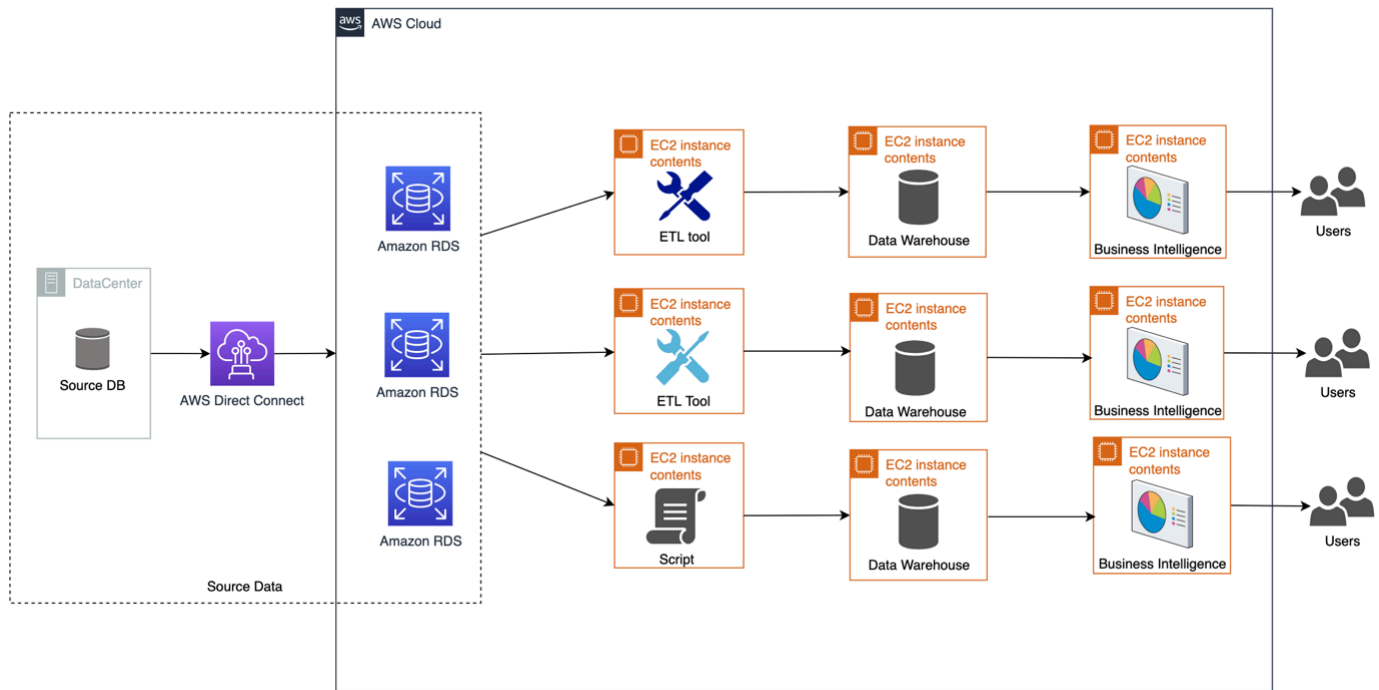 aws
AWS Cloud
EC2 instance
contents
ETL tool
EC2 instance
contents
Data Warehouse
EC2 instance
contents
Business Intelligence
Users
Amazon RDS
DataCenter
Source DB
AWS Direct Connect
Amazon RDS
EC2 instance
contents
ETL Tool
EC2 instance
contents
Data Warehouse
EC2 instance
contents
Business Intelligence
Users
Amazon RDS
EC2 instance
contents
Script
EC2 instance
contents
Data Warehouse
EC2 instance
contents
Business Intelligence
Users
Source Data